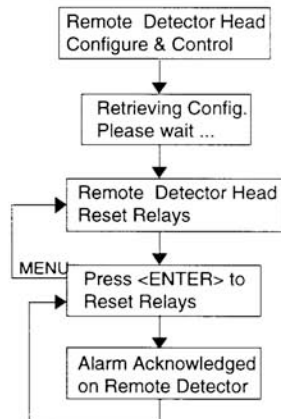 Remote Detector Head
Configure & Control
Retrieving Config.
Please wait ...
Remote Detector Head
Reset Relays
MENU
Press <ENTER> to
Reset Relays
Alarm Acknowledged
on Remote Detector